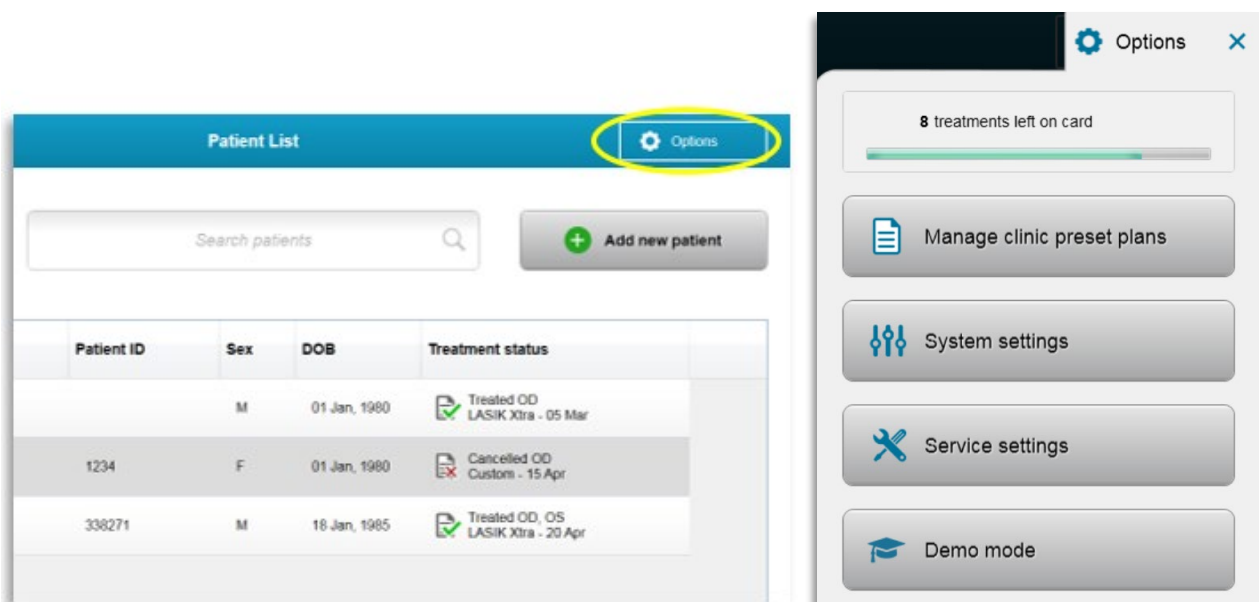 Patient List
Options
Search patients
Add new patient
Patient ID Sex DOB Treatment status
M 01 Jan, 1980 Treated OD
LASIK Xtra - 05 Mar
1234 F 01 Jan, 1980 Cancelled OD
Custom - 15 Apr
338271 M 18 Jan, 1985 Treated OD, OS
LASIK Xtra - 20 Apr
Options
8 treatments left on card
Manage clinic preset plans
System settings
Service settings
Demo mode